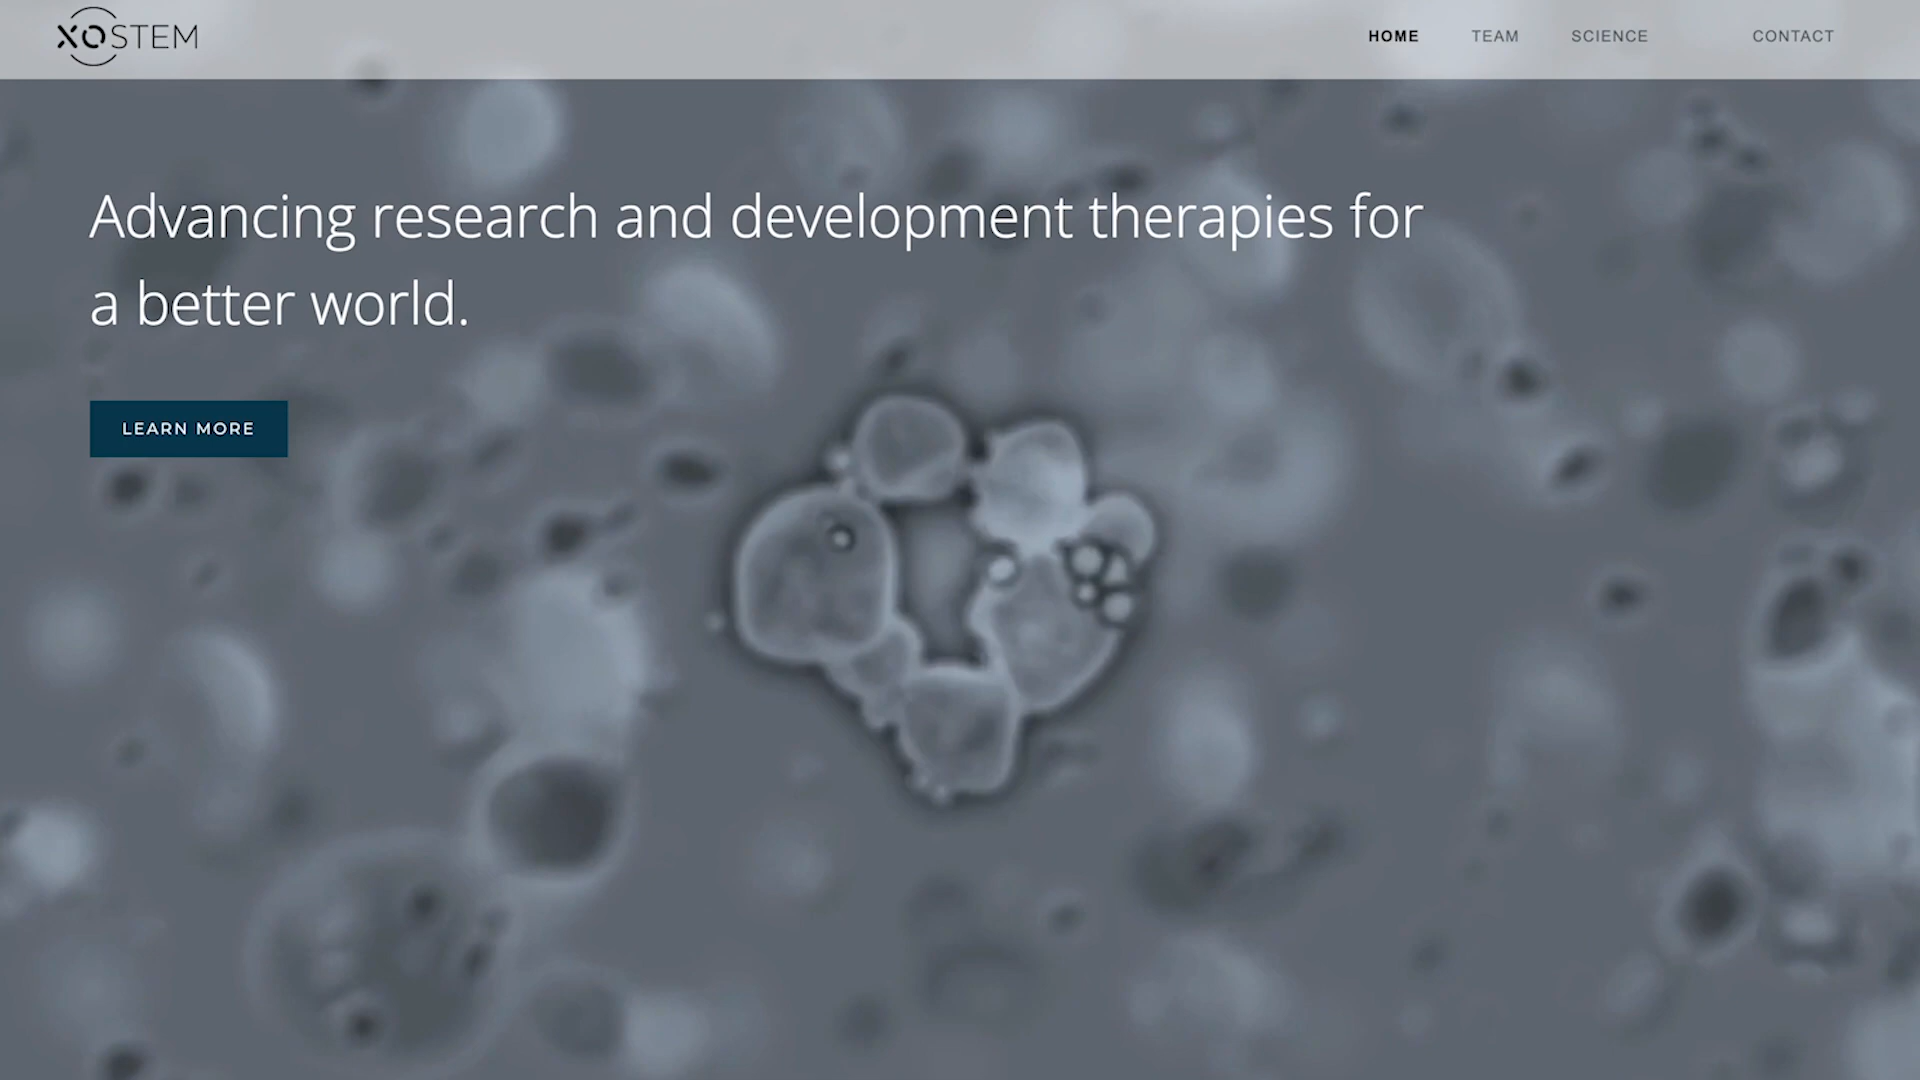 XOSTEM
HOME TEAM SCIENCE CONTACT
Advancing research and development therapies for
a better world.
LEARN MORE